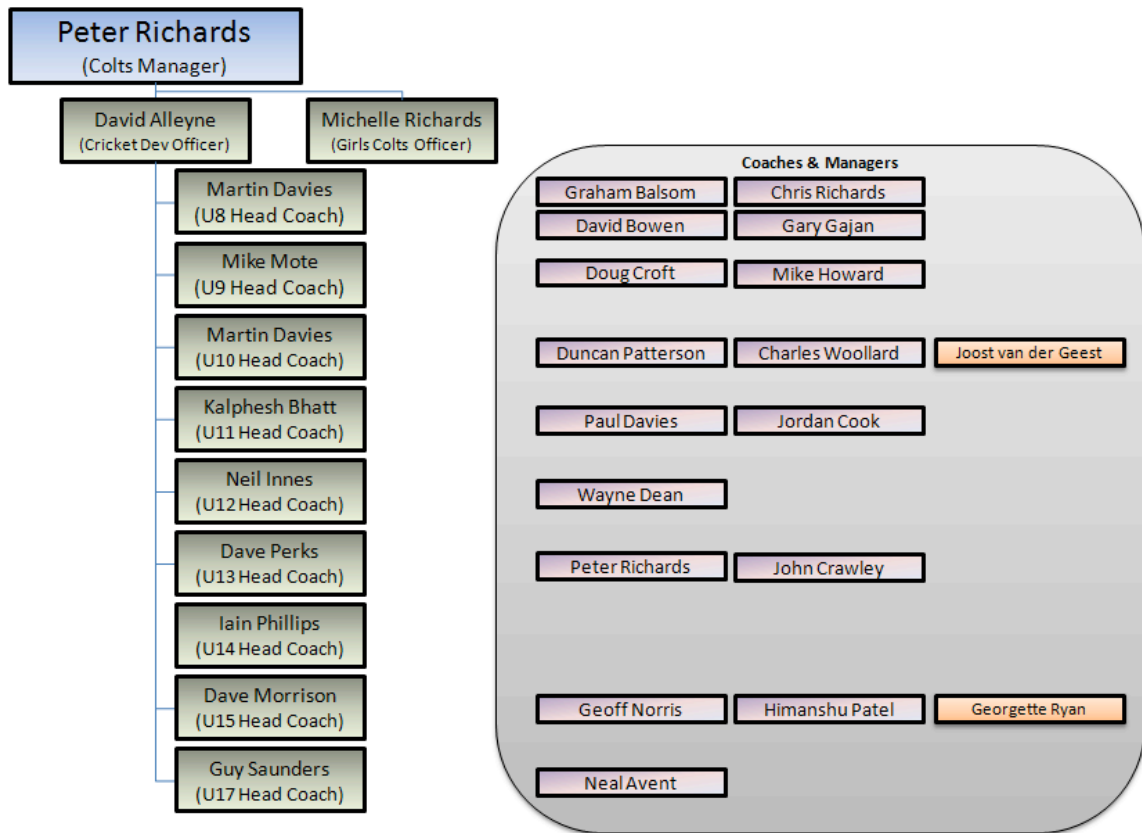 Peter Richards
(Colts Manager)
David Alleyne
(Cricket Dev Officer)
Michelle Richards
(Girls Colts Officer)
Martin Davies
(U8 Head Coach)
Mike Mote
(U9 Head Coach)
Martin Davies
(U10 Head Coach)
Kalphesh Bhatt
(U11 Head Coach)
Neil Innes
(U12 Head Coach)
Dave Perks
(U13 Head Coach)
Iain Phillips
(U14 Head Coach)
Dave Morrison
(U15 Head Coach)
Guy Saunders
(U17 Head Coach)
Coaches & Managers
Graham Balsom
Chris Richards
David Bowen
Gary Gajan
Doug Croft
Mike Howard
Duncan Patterson
Charles Woollard
Joost van der Geest
Paul Davies
Jordan Cook
Wayne Dean
Peter Richards
John Crawley
Geoff Norris
Himanshu Patel
Georgette Ryan
Neal Avent